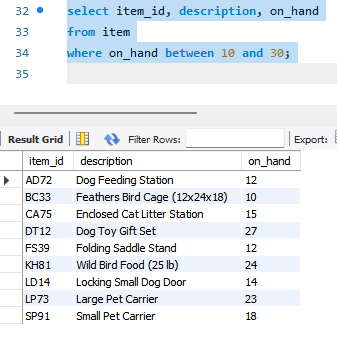 32 select item_id, description, on_hand
33 from item
34 where on_hand between 10 and 30;
35
Result Grid Filter Rows: Export:
item_id description on_hand
AD72 Dog Feeding Station 12
BC33 Feathers Bird Cage (12x24x18) 10
CA75 Enclosed Cat Litter Station 15
DT12 Dog Toy Gift Set 27
FS39 Folding Saddle Stand 12
KH81 Wild Bird Food (25 lb) 24
LD14 Locking Small Dog Door 14
LP73 Large Pet Carrier 23
SP91 Small Pet Carrier 18